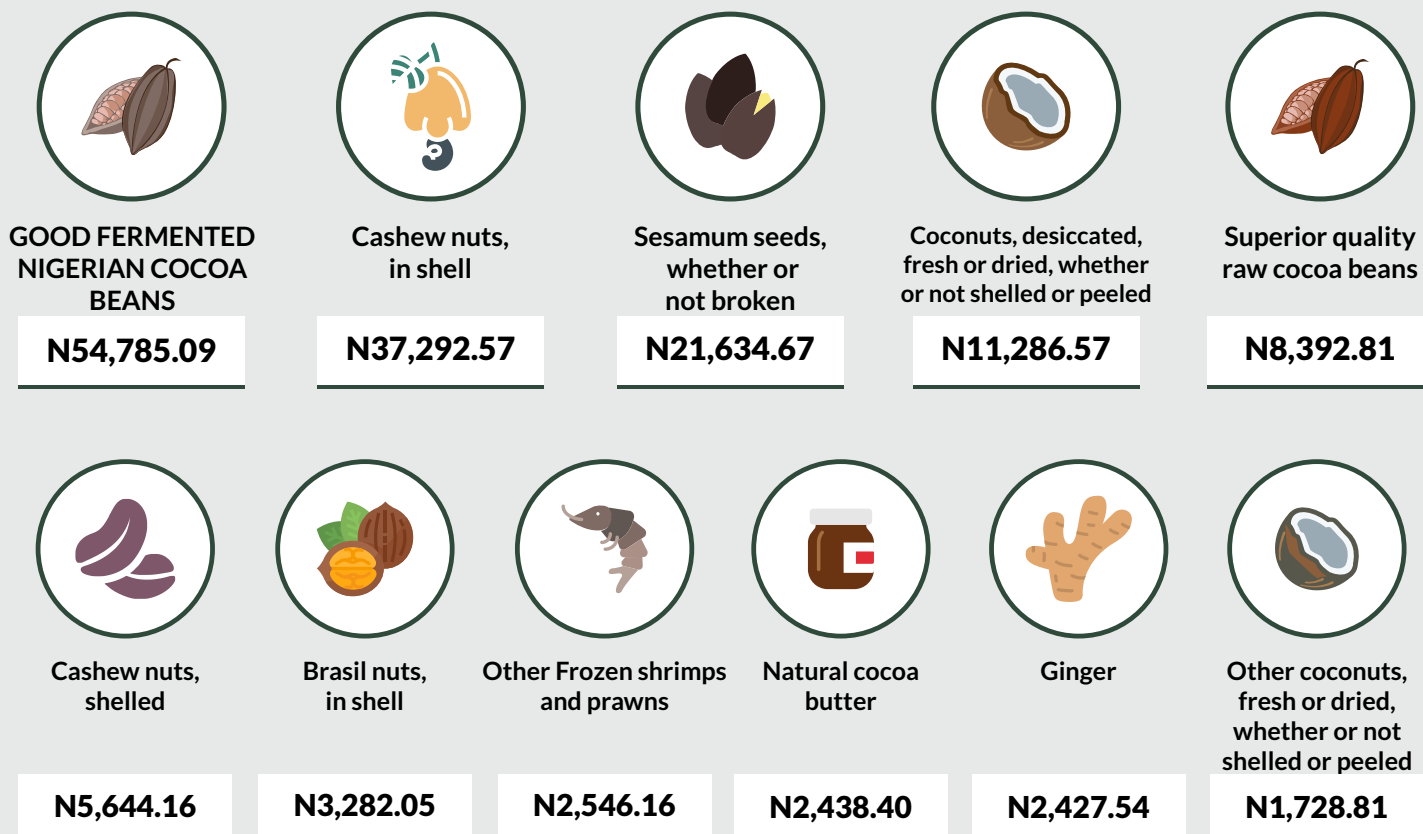 GOOD FERMENTED
NIGERIAN COCOA
BEANS
N54,785.09
Cashew nuts,
in shell
N37,292.57
Sesamum seeds,
whether or
not broken
N21,634.67
Coconuts, desiccated,
fresh or dried, whether
or not shelled or peeled
N11,286.57
Superior quality
raw cocoa beans
N8,392.81
Cashew nuts,
shelled
N5,644.16
Brasil nuts,
in shell
N3,282.05
Other Frozen shrimps
and prawns
N2,546.16
Natural cocoa
butter
N2,438.40
Ginger
N2,427.54
Other coconuts,
fresh or dried,
whether or not
shelled or peeled
N1,728.81